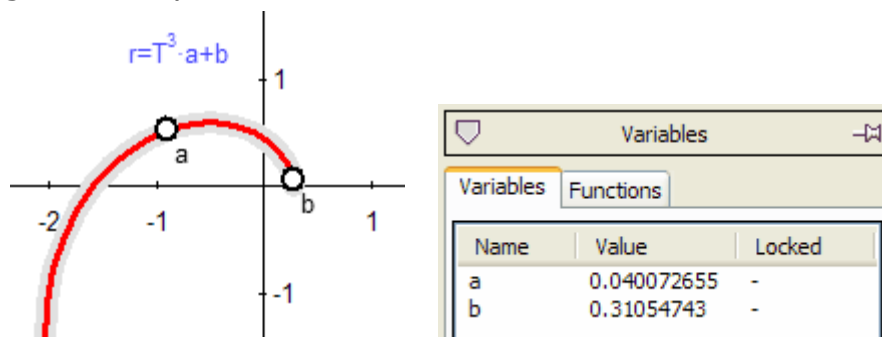 r=T³·a+b
1
a
b
-2
-1
1
-1
Variables
Variables Functions
Name Value Locked
a 0.040072655 -
b 0.31054743 -